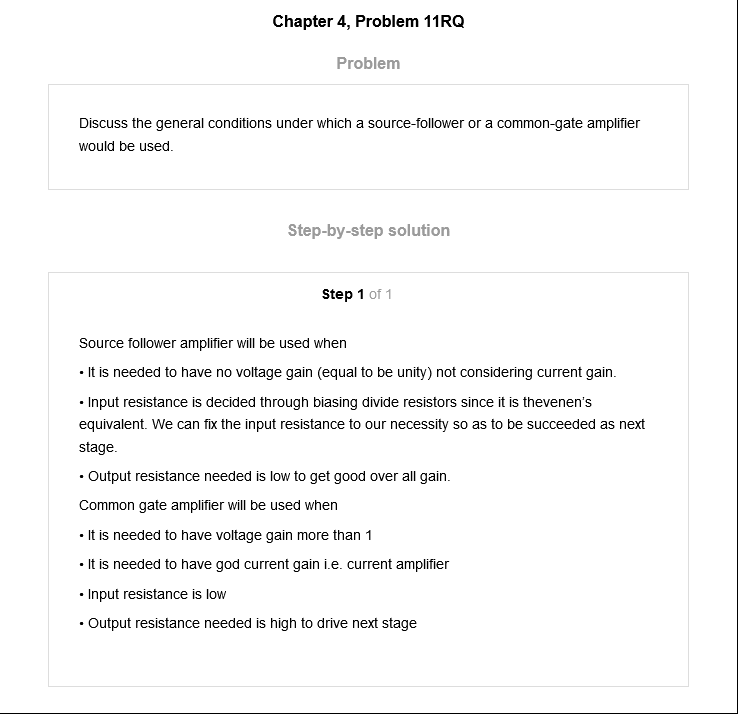 Chapter 4, Problem 11RQ
Problem
Discuss the general conditions under which a source-follower or a common-gate amplifier
would be used.
Step-by-step solution
Step 1 of 1
Source follower amplifier will be used when
• It is needed to have no voltage gain (equal to be unity) not considering current gain.
• Input resistance is decided through biasing divide resistors since it is thevenen's
equivalent. We can fix the input resistance to our necessity so as to be succeeded as next
stage.
• Output resistance needed is low to get good over all gain.
Common gate amplifier will be used when
• It is needed to have voltage gain more than 1
• It is needed to have god current gain i.e. current amplifier
• Input resistance is low
• Output resistance needed is high to drive next stage